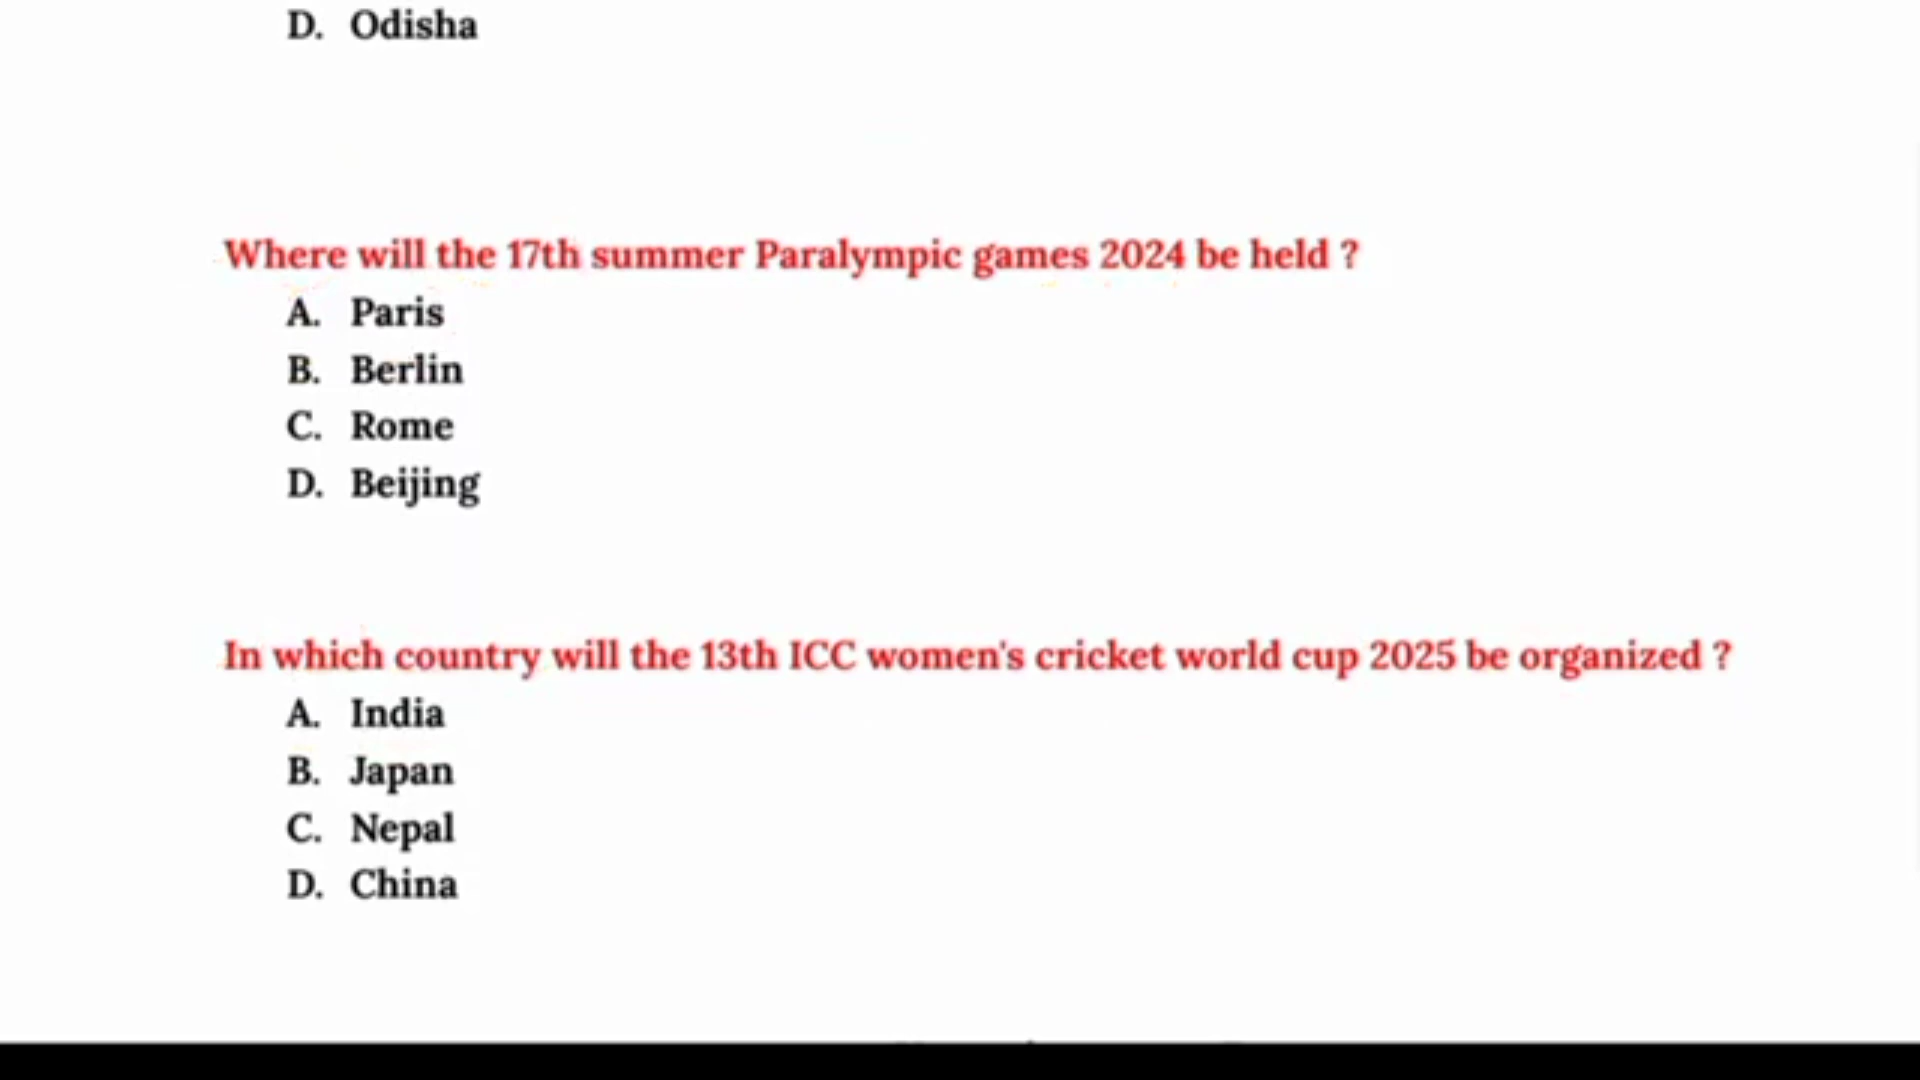 D. Odisha
Where will the 17th summer Paralympic games 2024 be held ?
A. Paris
B. Berlin
C. Rome
D. Beijing
In which country will the 13th ICC women's cricket world cup 2025 be organized ?
A. India
B. Japan
C. Nepal
D. China